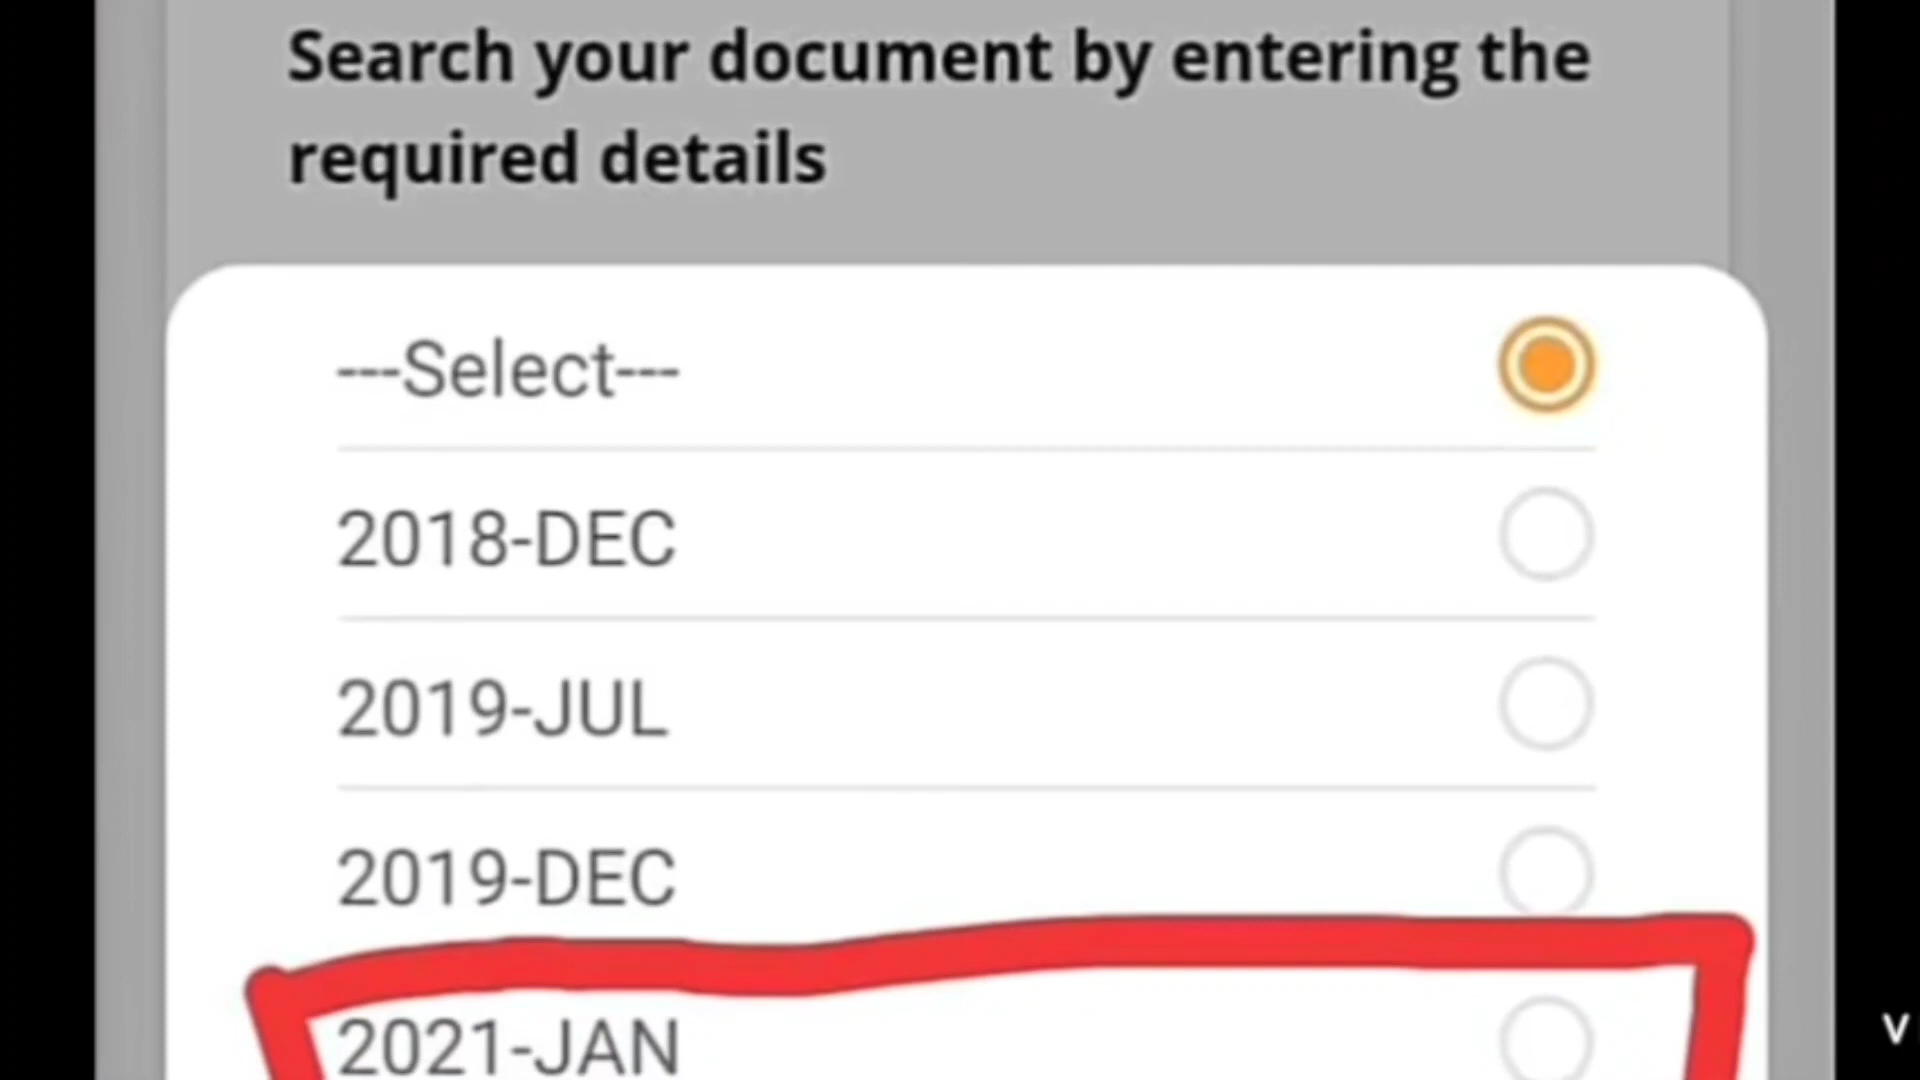 Search your document by entering the
required details
---Select---
2018-DEC
2019-JUL
2019-DEC
2021-JAN
V